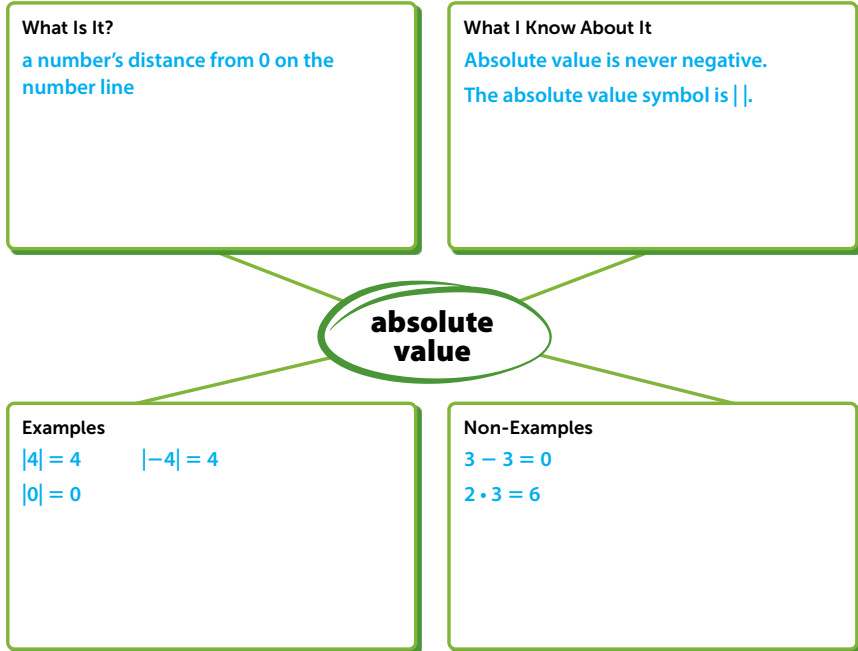 What Is It?
a number’s distance from 0 on the
number line
What I Know About It
Absolute value is never negative.
The absolute value symbol is | |.
absolute
value
Examples
|4| = 4 |−4| = 4
|0| = 0
Non-Examples
3 − 3 = 0
2 • 3 = 6